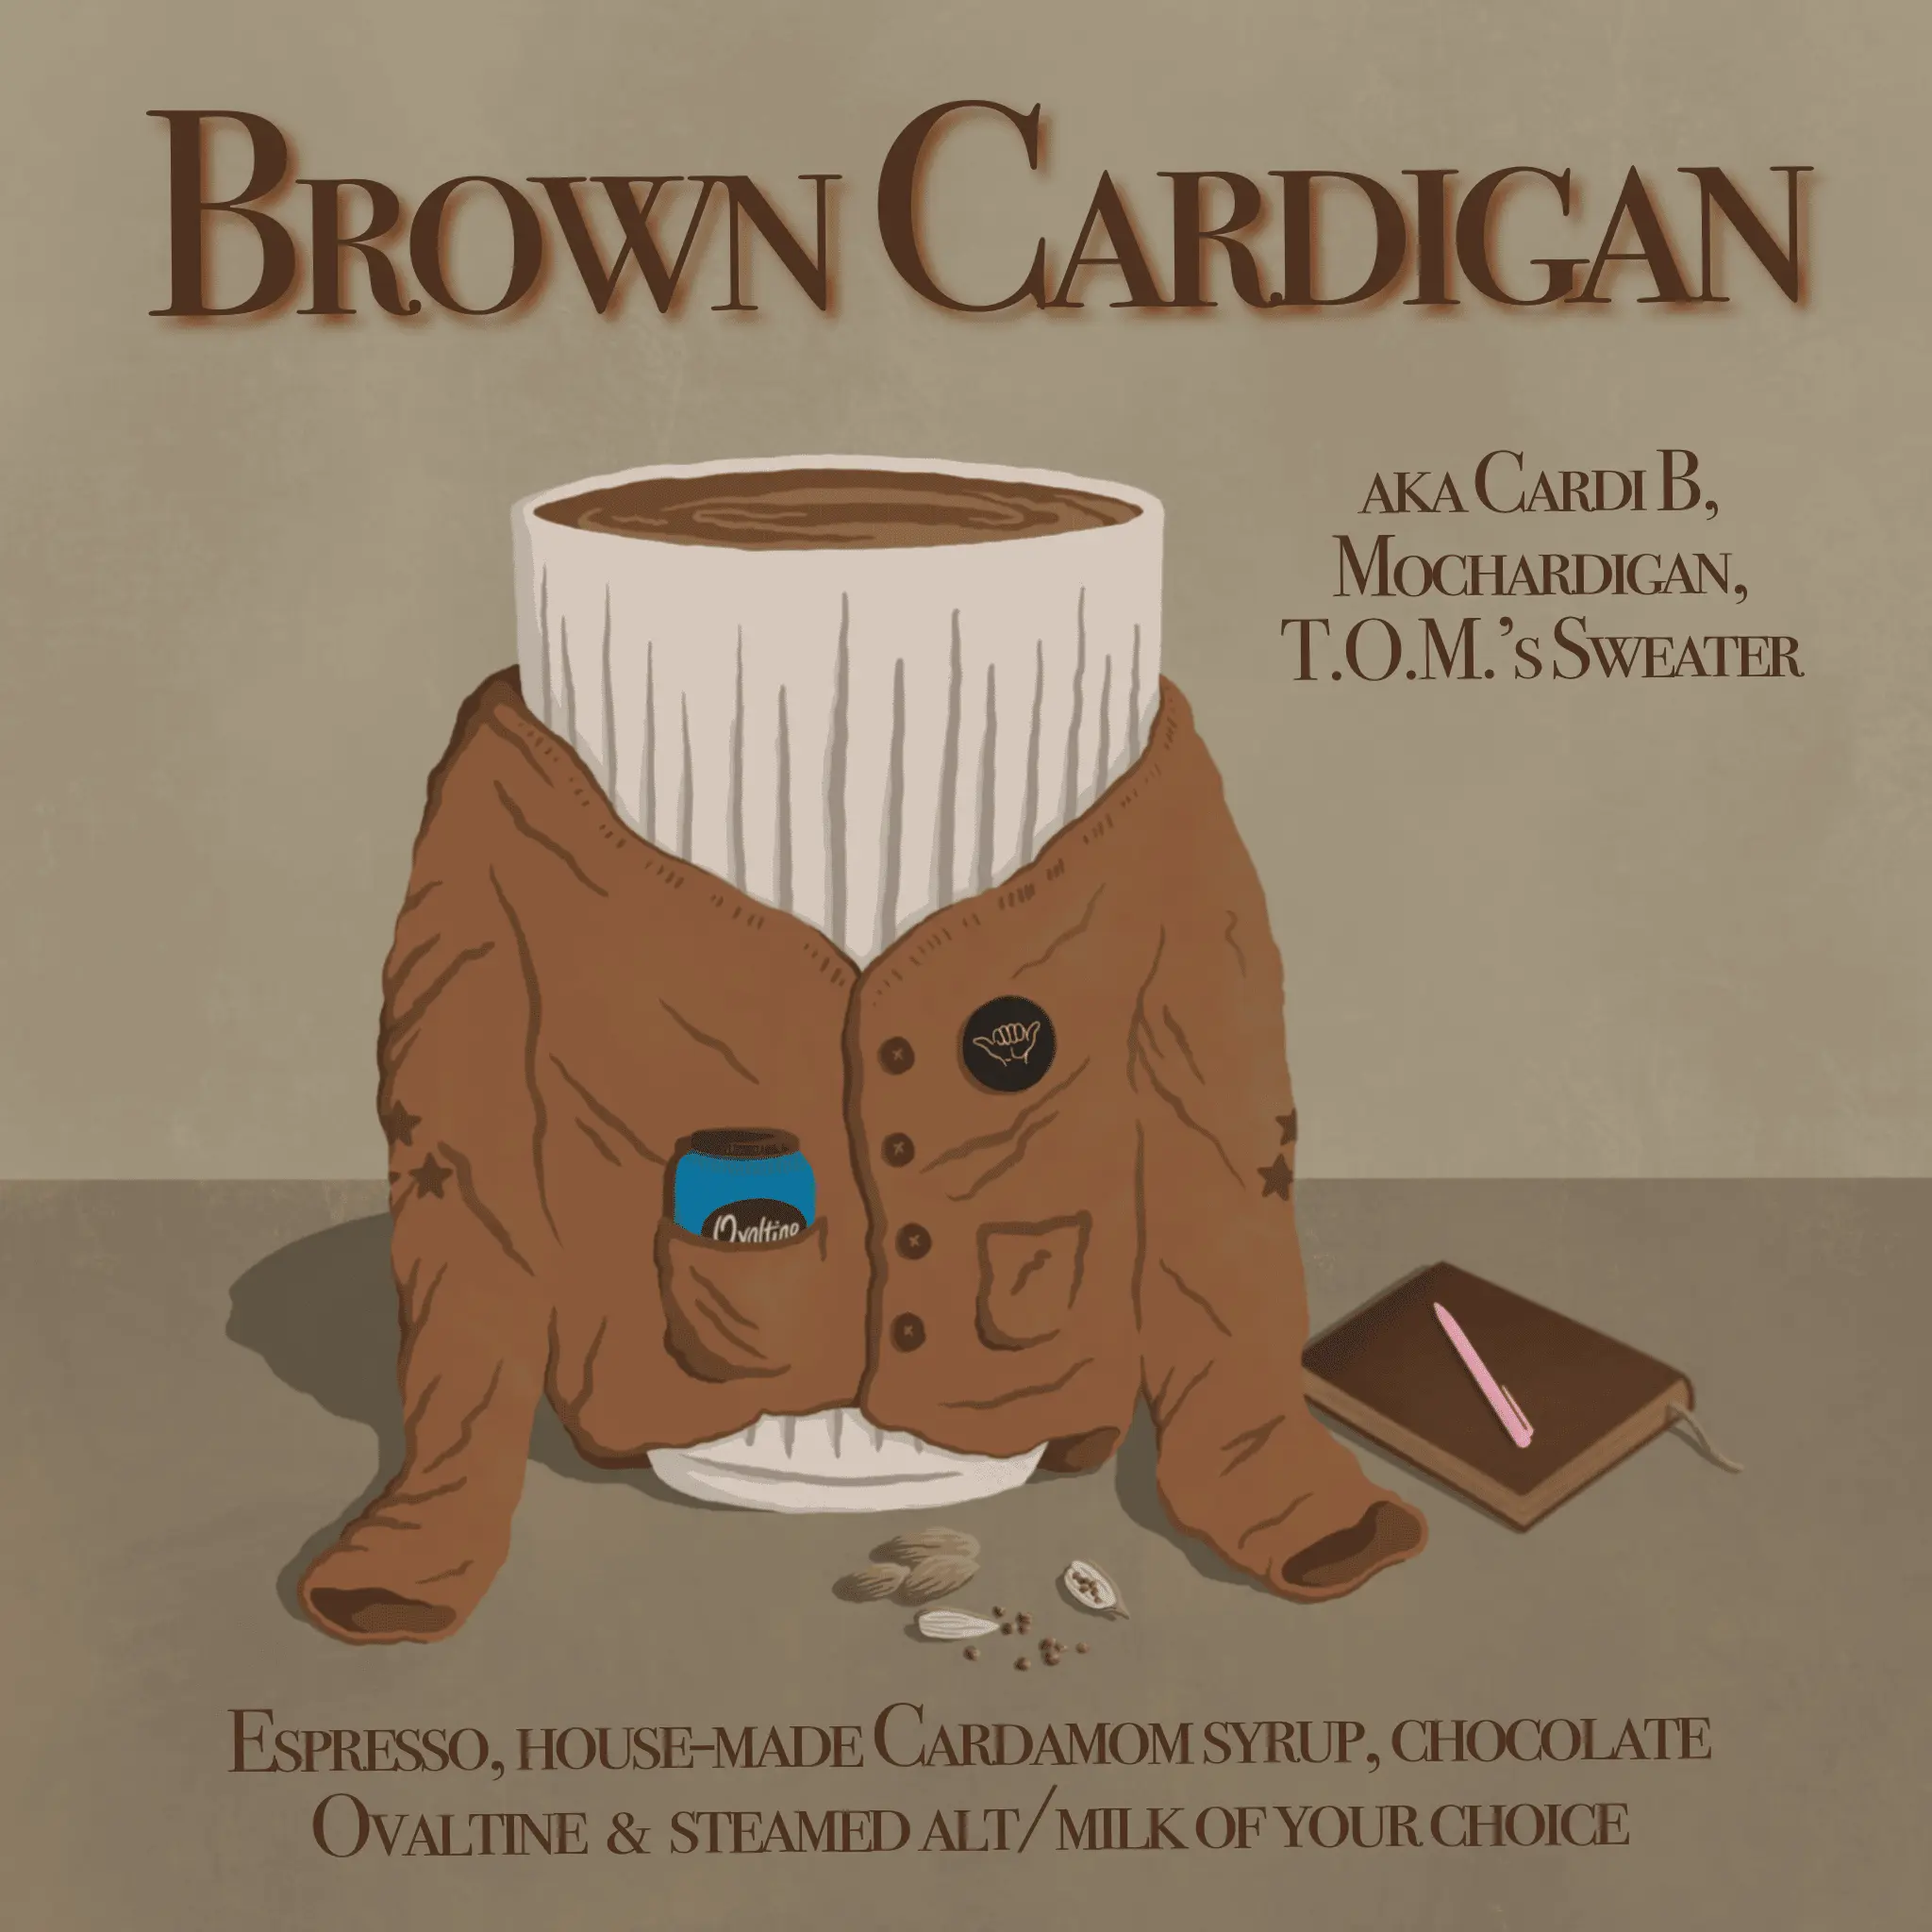 Brown Cardigan
aka Cardi B,
Mochardigan,
T.O.M.'s Sweater
Ovaltine
Espresso, house-made Cardamom syrup, chocolate
Ovaltine & steamed alt/milk of your choice